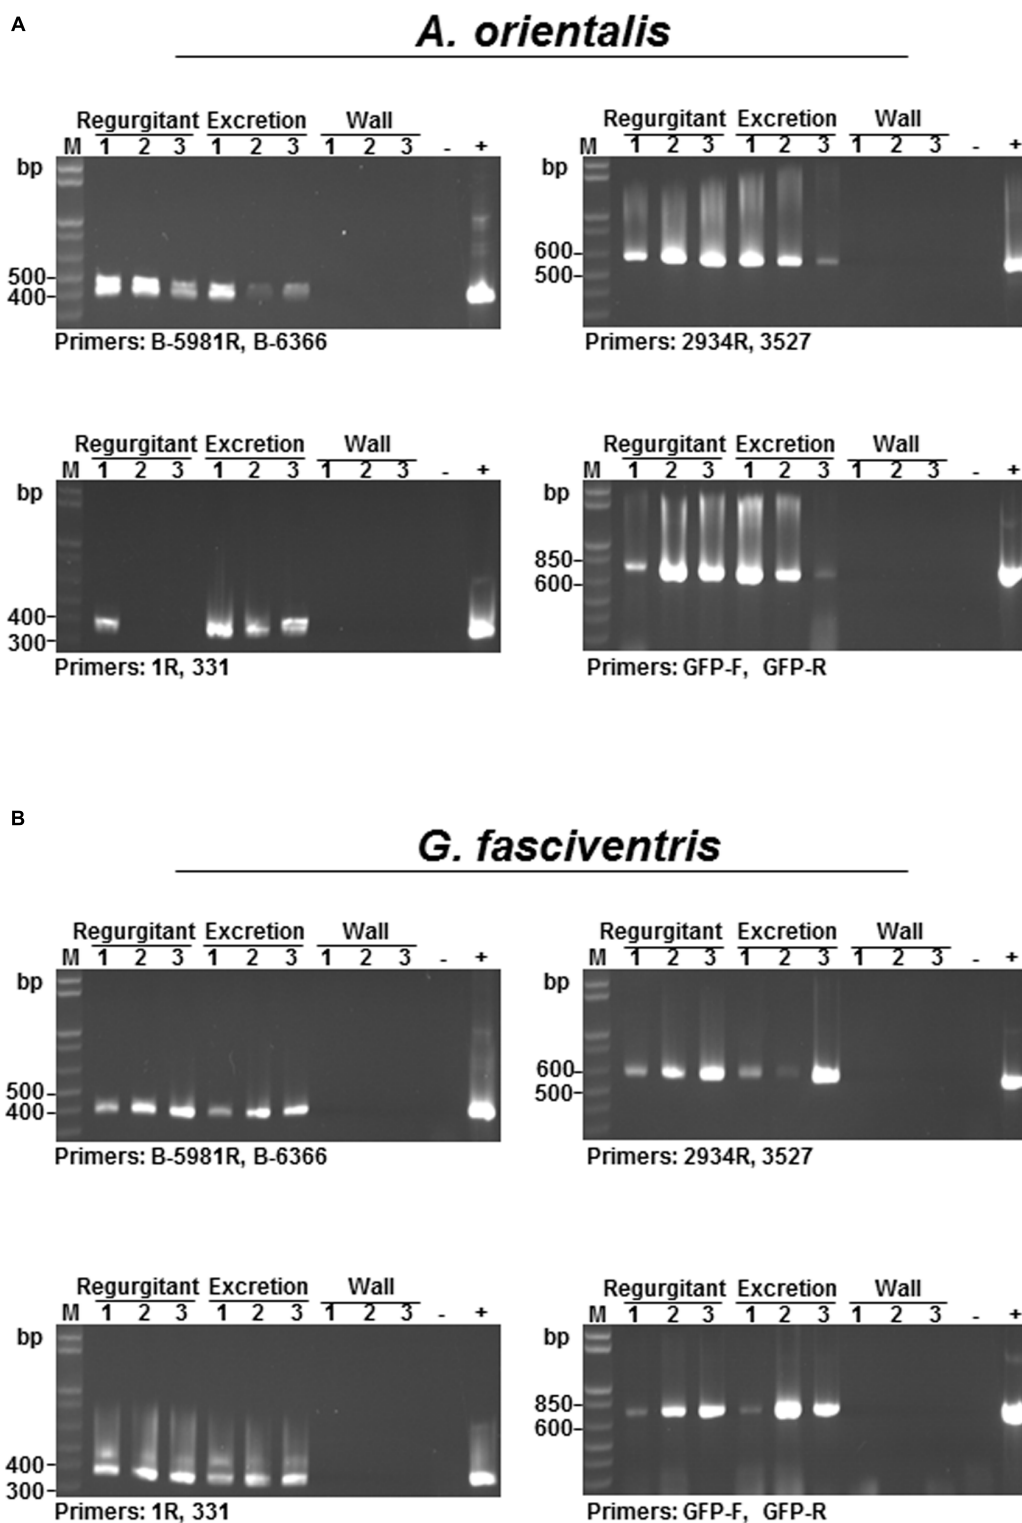 A
A. orientalis
Regurgitant Excretion Wall
M 1 2 3 1 2 3 1 2 3 - +
bp
500-
400-
Primers: B-5981R, B-6366
Regurgitant Excretion Wall
M 1 2 3 1 2 3 1 2 3 - +
bp
600-
500-
Primers: 2934R, 3527
Regurgitant Excretion Wall
M 1 2 3 1 2 3 1 2 3 - +
bp
400-
300-
Primers: 1R, 331
Regurgitant Excretion Wall
M 1 2 3 1 2 3 1 2 3 - +
bp
850-
600-
Primers: GFP-F, GFP-R
B
G. fasciventris
Regurgitant Excretion Wall
M 1 2 3 1 2 3 1 2 3 - +
bp
500-
400-
Primers: B-5981R, B-6366
Regurgitant Excretion Wall
M 1 2 3 1 2 3 1 2 3 - +
bp
600-
500-
Primers: 2934R, 3527
Regurgitant Excretion Wall
M 1 2 3 1 2 3 1 2 3 - +
bp
400-
300-
Primers: 1R, 331
Regurgitant Excretion Wall
M 1 2 3 1 2 3 1 2 3 - +
bp
850-
600-
Primers: GFP-F, GFP-R